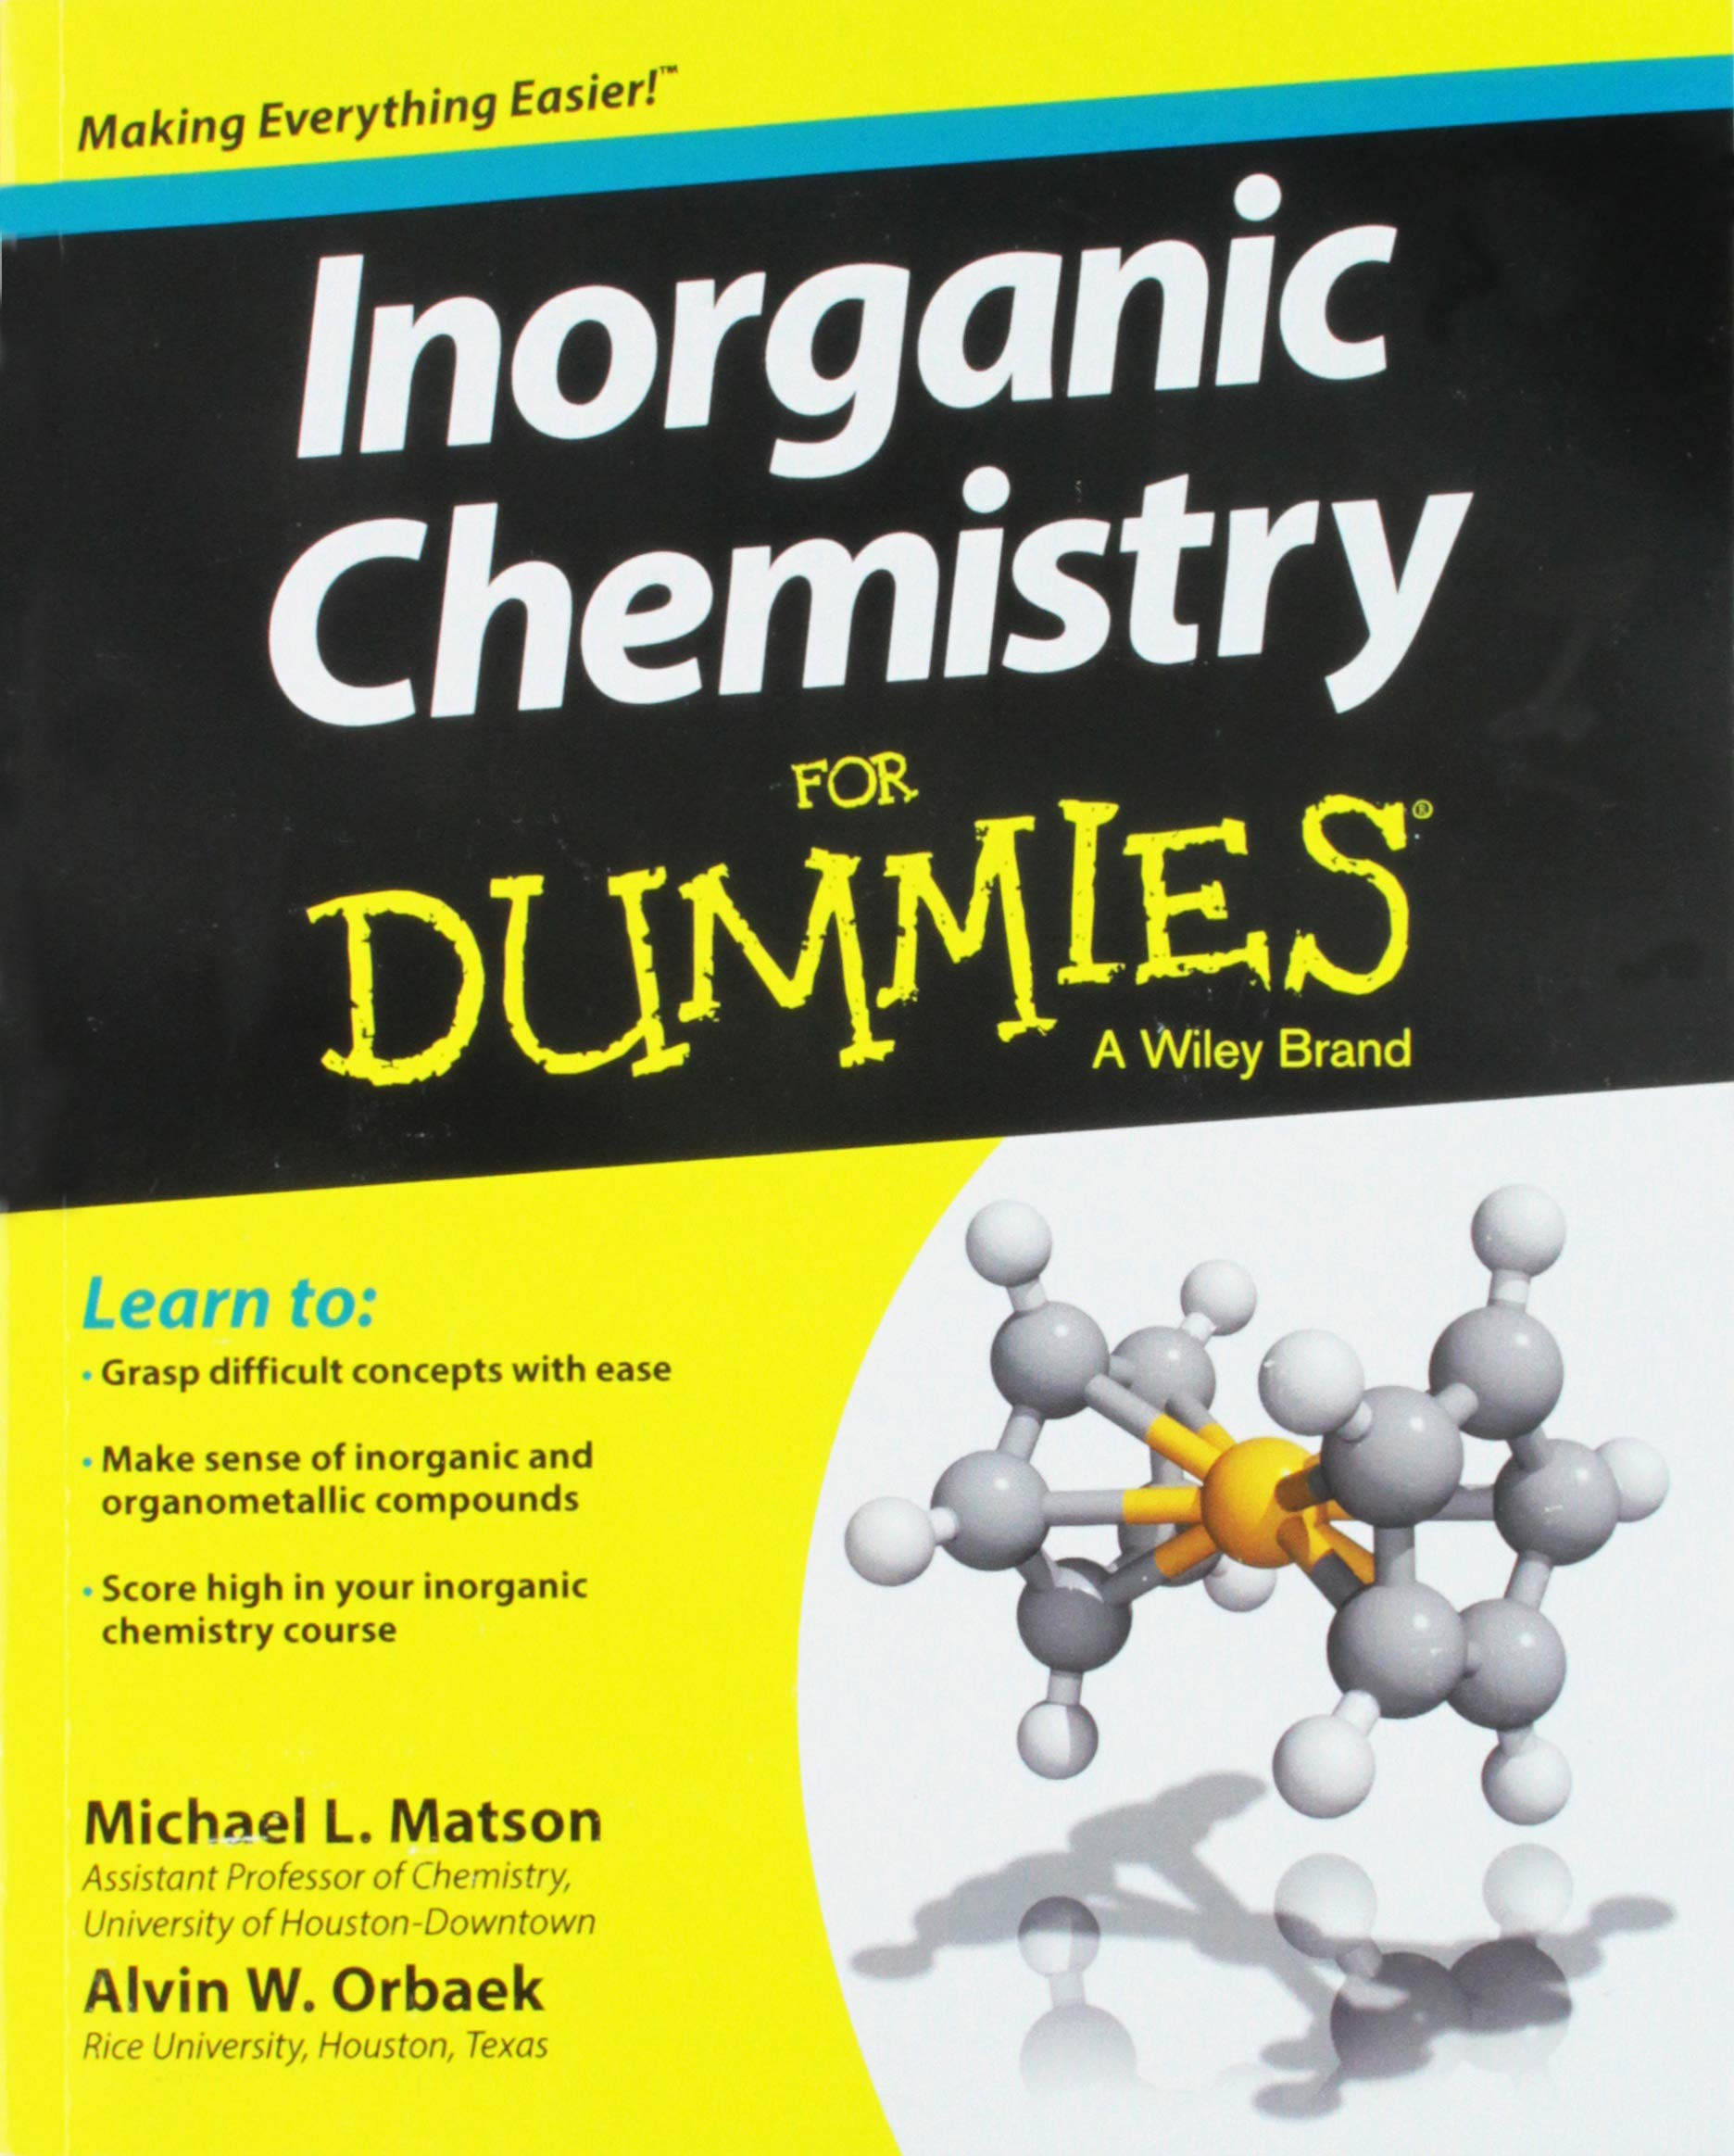 Making Everything Easier!™
Inorganic
Chemistry
FOR
DUMMIES®
A Wiley Brand
Learn to:
• Grasp difficult concepts with ease
• Make sense of inorganic and
organometallic compounds
• Score high in your inorganic
chemistry course
Michael L. Matson
Assistant Professor of Chemistry,
University of Houston-Downtown
Alvin W. Orbaek
Rice University, Houston, Texas